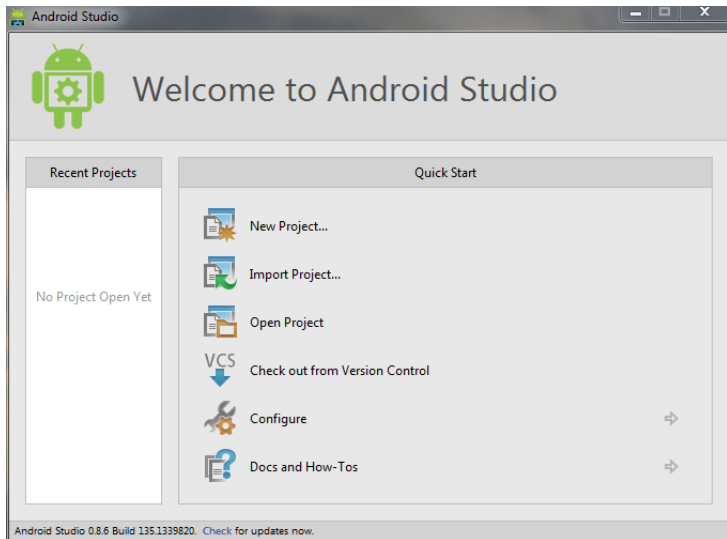 Android Studio
Welcome to Android Studio
Recent Projects
No Project Open Yet
Quick Start
New Project...
Import Project...
Open Project
VCS
Check out from Version Control
Configure
Docs and How-Tos
Android Studio 0.8.6 Build 135.1339820. Check for updates now.